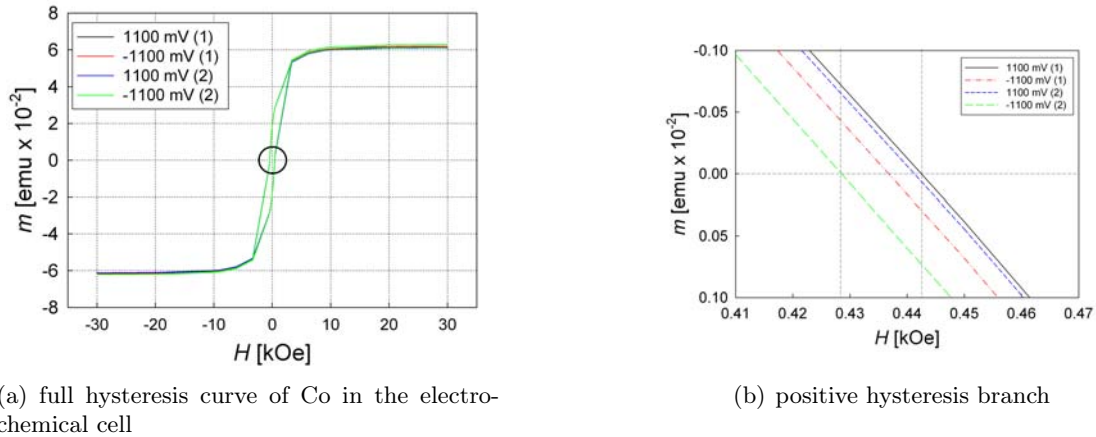 8
6
4
2
0
-2
-4
-6
-8
m [emu x 10-2]
1100 mV (1)
-1100 mV (1)
1100 mV (2)
-1100 mV (2)
-30 -20 -10 0 10 20 30
H [kOe]
(a) full hysteresis curve of Co in the electro-
chemical cell
-0.10
-0.05
0.00
0.05
0.10
m [emu x 10-2]
1100 mV (1)
-1100 mV (1)
1100 mV (2)
-1100 mV (2)
0.41 0.42 0.43 0.44 0.45 0.46 0.47
H [kOe]
(b) positive hysteresis branch